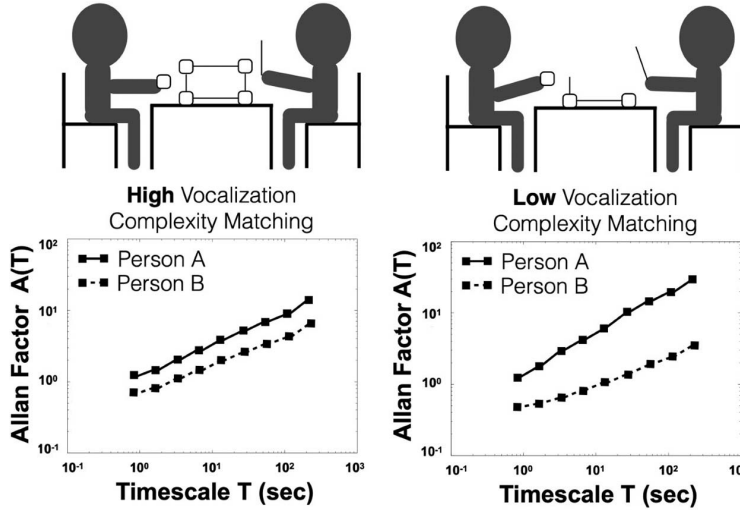 High Vocalization
Complexity Matching
Low Vocalization
Complexity Matching
Allan Factor A(T)
10²
10¹
10⁰
10⁻¹
Person A
Person B
10⁻¹ 10⁰ 10¹ 10² 10³
Timescale T (sec)
Allan Factor A(T)
10²
10¹
10⁰
10⁻¹
Person A
Person B
10⁻¹ 10⁰ 10¹ 10²
Timescale T (sec)